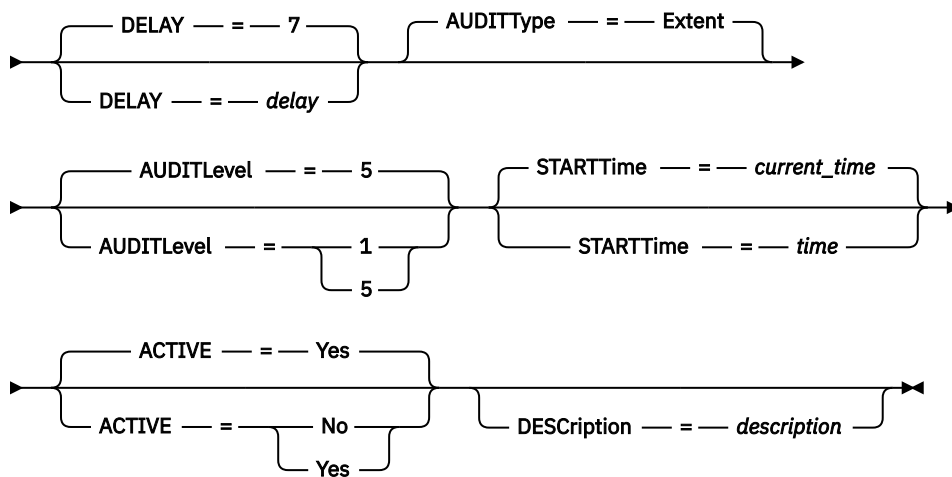 DELAY = 7
AUDITType = Extent
DELAY = delay
AUDITLevel = 5
STARTTime = current_time
AUDITLevel = 1
STARTTime = time
5
ACTIVE = Yes
ACTIVE = No
DESCription = description
Yes